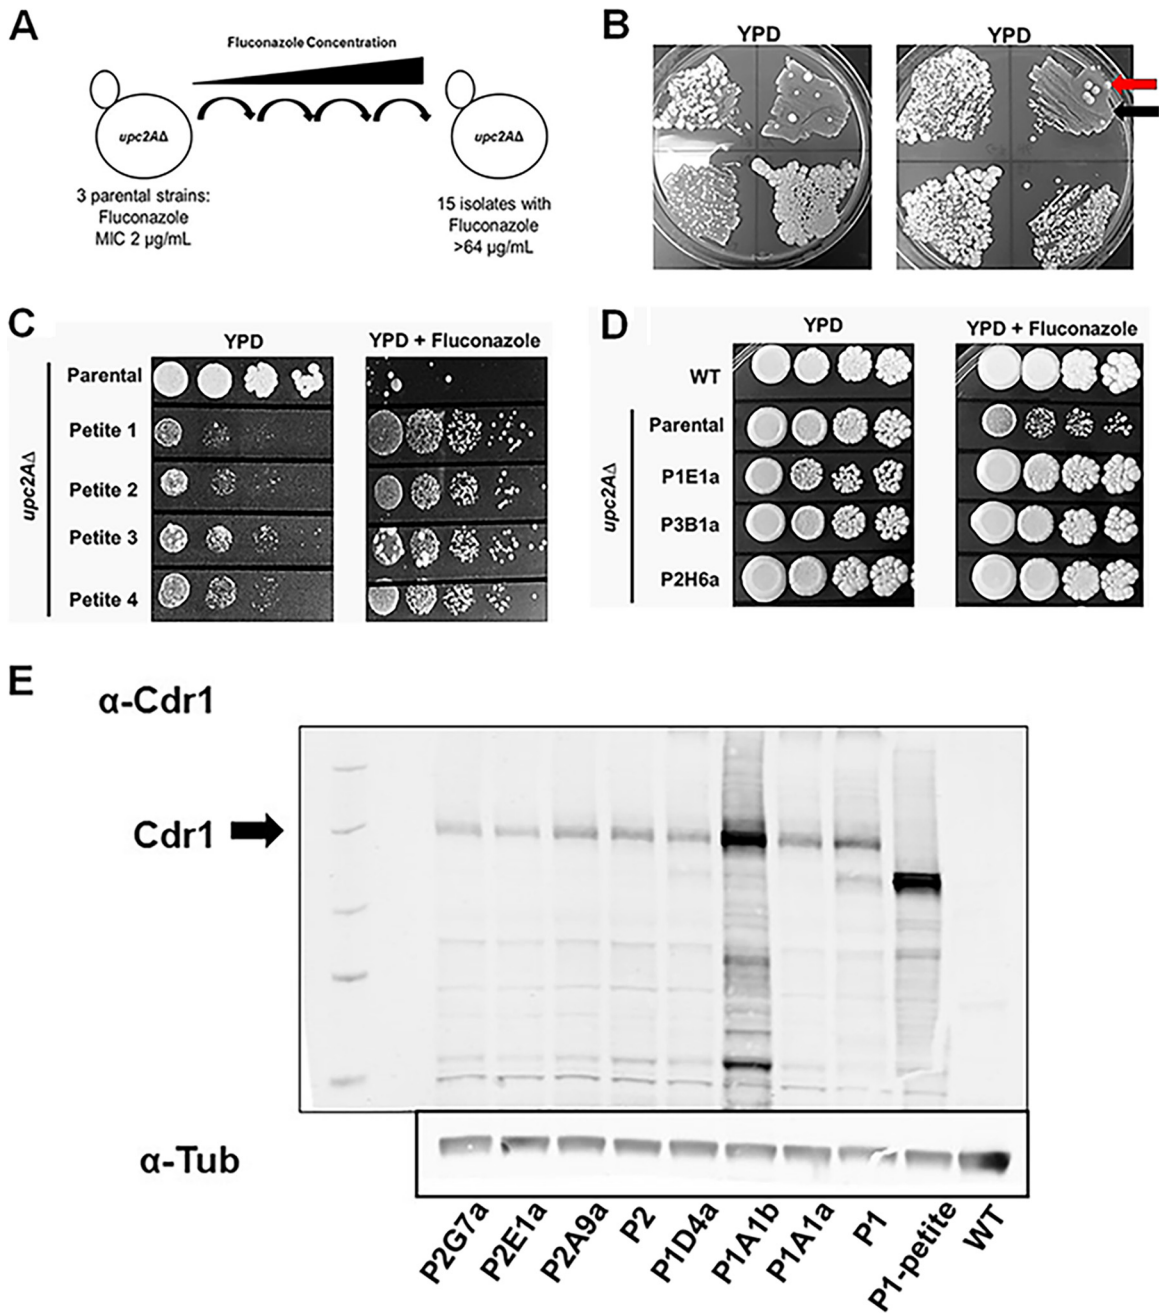 A
Fluconazole Concentration
upc2AΔ
upc2AΔ
3 parental strains:
Fluconazole
MIC 2 µg/mL
15 isolates with
Fluconazole
>64 µg/mL
B
YPD
YPD
C
YPD
YPD + Fluconazole
Parental
Petite 1
Petite 2
Petite 3
Petite 4
upc2AΔ
D
YPD
YPD + Fluconazole
WT
Parental
P1E1a
P3B1a
P2H6a
upc2AΔ
E
α-Cdr1
Cdr1
α-Tub
P2G7a
P2E1a
P2A9a
P2
P1D4a
P1A1b
P1A1a
P1
P1-petite
WT